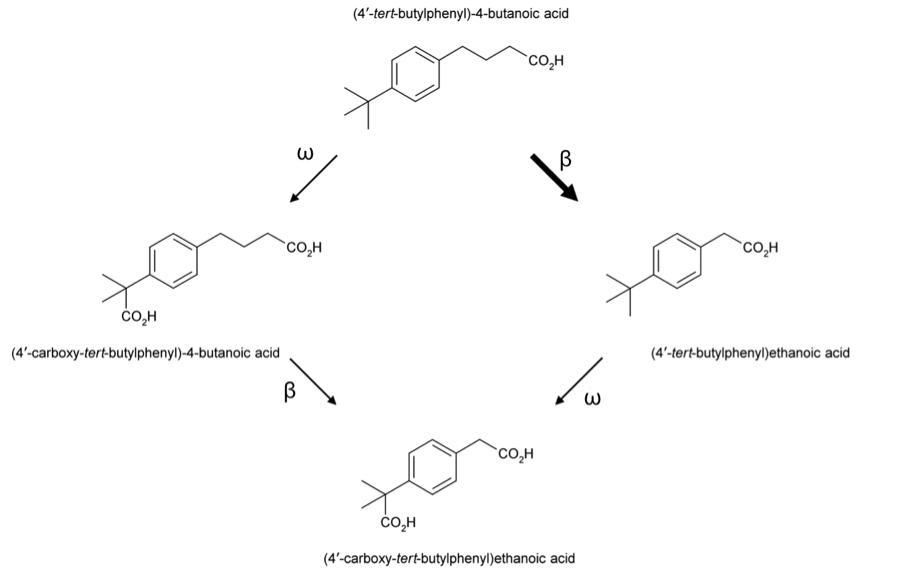 (4′-tert-butylphenyl)-4-butanoic acid
CO₂H
ω
β
CO₂H
CO₂H
CO₂H
(4′-carboxy-tert-butylphenyl)-4-butanoic acid
(4′-tert-butylphenyl)ethanoic acid
β
ω
CO₂H
CO₂H
(4′-carboxy-tert-butylphenyl)ethanoic acid